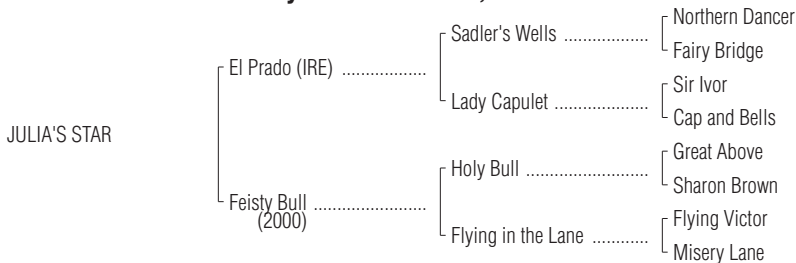 Northern Dancer
Sadler's Wells ...................
Fairy Bridge
El Prado (IRE) ...................
Sir Ivor
Lady Capulet .....................
Cap and Bells
JULIA'S STAR
Great Above
Holy Bull ...........................
Sharon Brown
Feisty Bull .........................
(2000)
Flying Victor
Flying in the Lane ............
Misery Lane